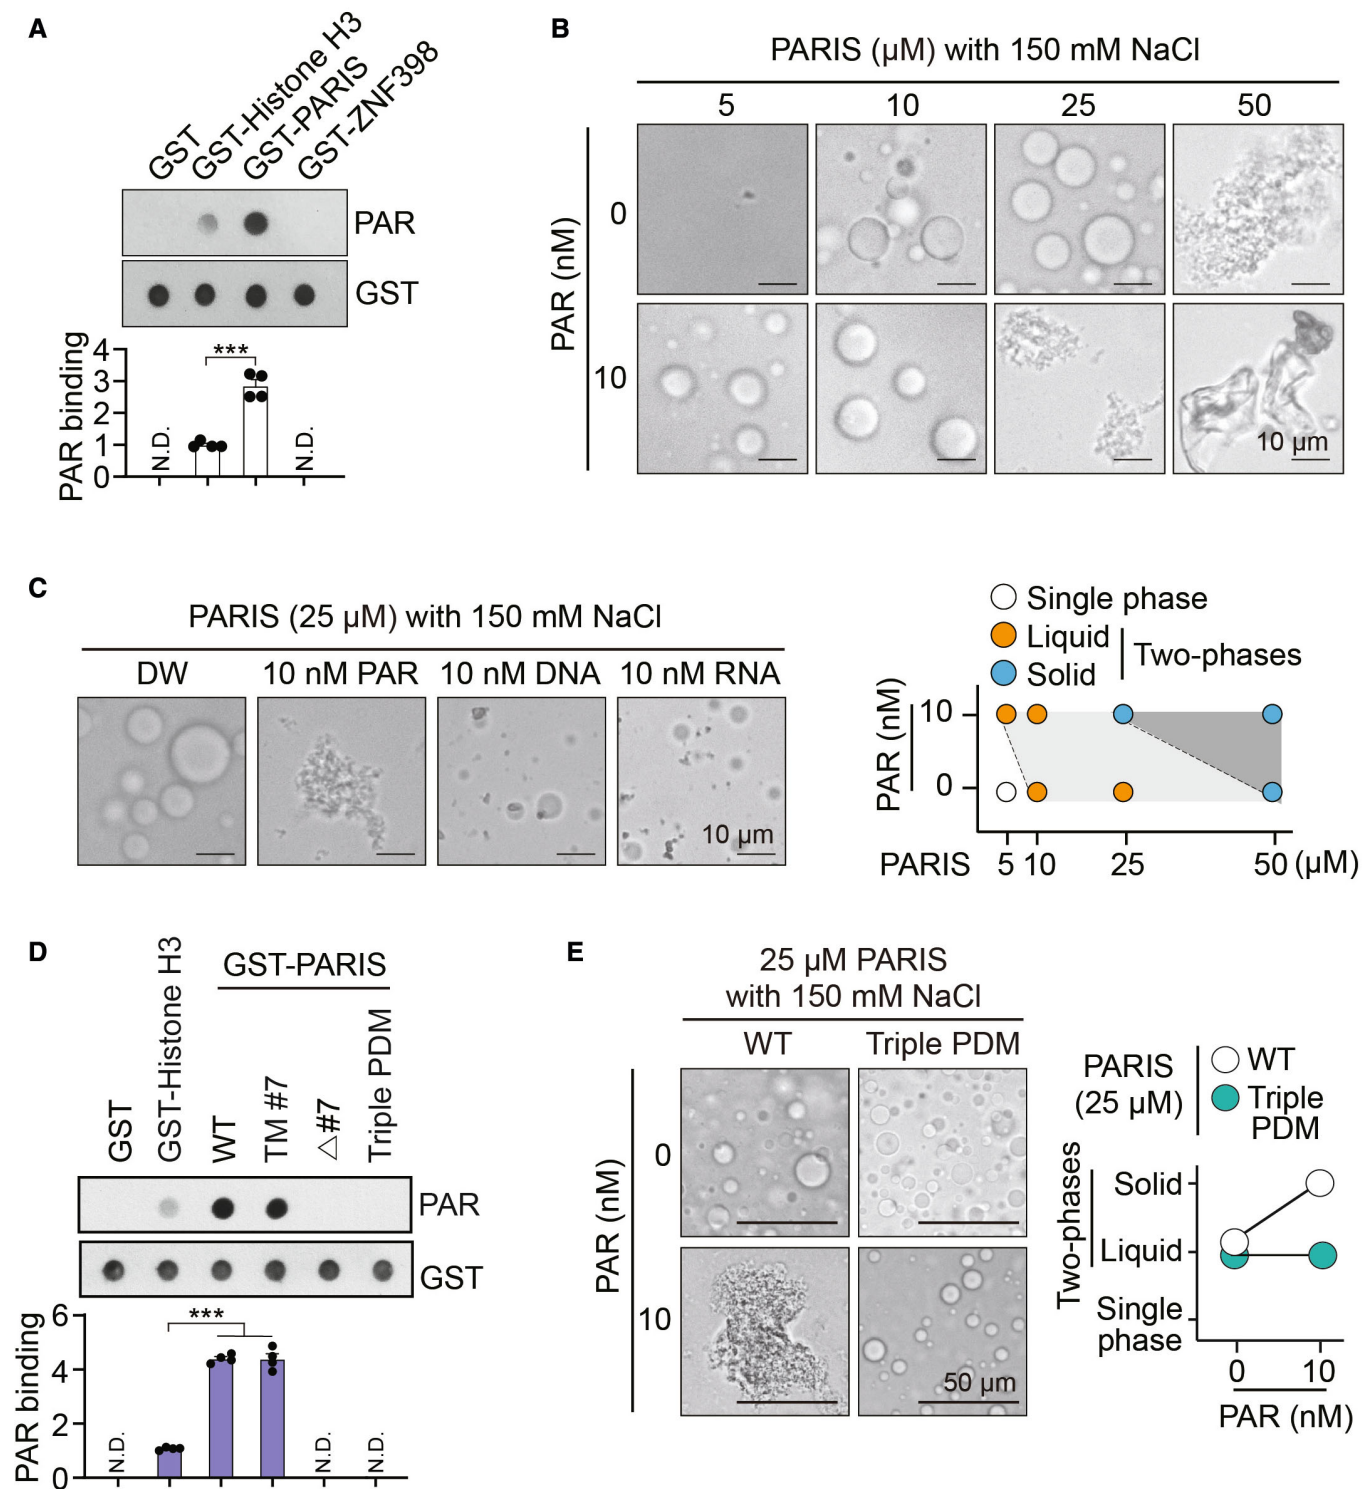 A
GST
GST-Histone H3
GST-PARIS
GST-ZNF398
PAR
GST
PAR binding
4
3
2
1
0
***
N.D.
N.D.
B
PARIS (µM) with 150 mM NaCl
5 10 25 50
PAR (nM)
0
10
10 µm
C
PARIS (25 µM) with 150 mM NaCl
DW 10 nM PAR 10 nM DNA 10 nM RNA
10 µm
Single phase
Liquid
Solid
Two-phases
PAR (nM)
10
0
PARIS 5 10 25 50 (µM)
D
GST-PARIS
GST
GST-Histone H3
WT
TM #7
△#7
Triple PDM
PAR
GST
PAR binding
6
4
2
0
***
N.D.
N.D.
N.D.
E
25 µM PARIS
with 150 mM NaCl
WT Triple PDM
PAR (nM)
0
10
50 µm
PARIS
(25 µM)
WT
Triple
PDM
Two-phases
Solid
Liquid
Single
phase
0 10
PAR (nM)